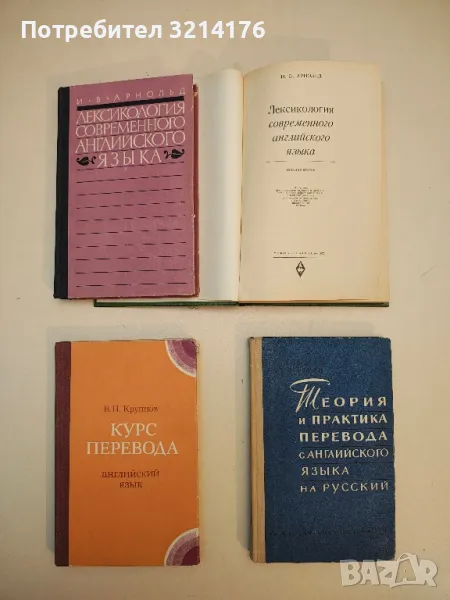 Потребител 3214176
И·В·АРНОЛЬД
ЛЕКСИКОЛОГИЯ
СОВРЕМЕННОГО
АНГЛИЙСКОГО
ЯЗЫКА
И. В. АРНОЛЬД
Лексикология
современного
английского
языка
В.Н. Крупнов
КУРС
ПЕРЕВОДА
АНГЛИЙСКИЙ
ЯЗЫК
ТЕОРИЯ
И ПРАКТИКА
ПЕРЕВОДА
С АНГЛИЙСКОГО
ЯЗЫКА
НА РУССКИЙ
BAZAR